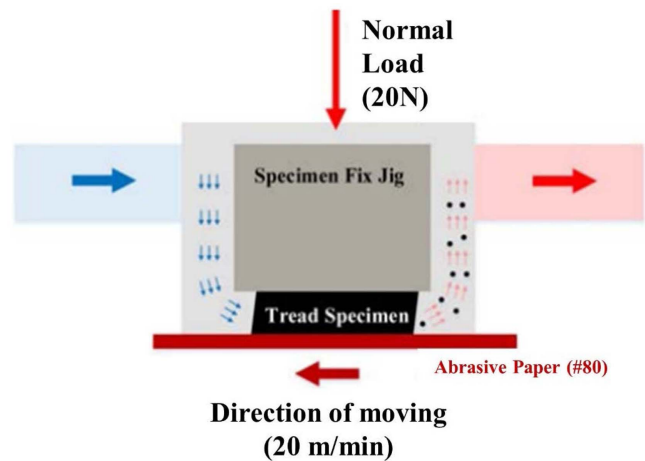 Normal
Load
(20N)
Specimen Fix Jig
Tread Specimen
Abrasive Paper (#80)
Direction of moving
(20 m/min)